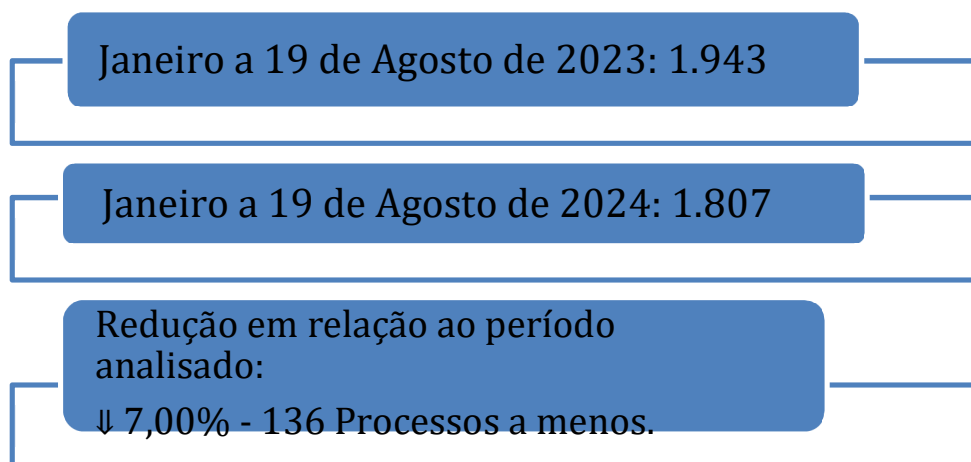 Janeiro a 19 de Agosto de 2023: 1.943
Janeiro a 19 de Agosto de 2024: 1.807
Redução em relação ao período
analisado:
⇓ 7,00% - 136 Processos a menos.